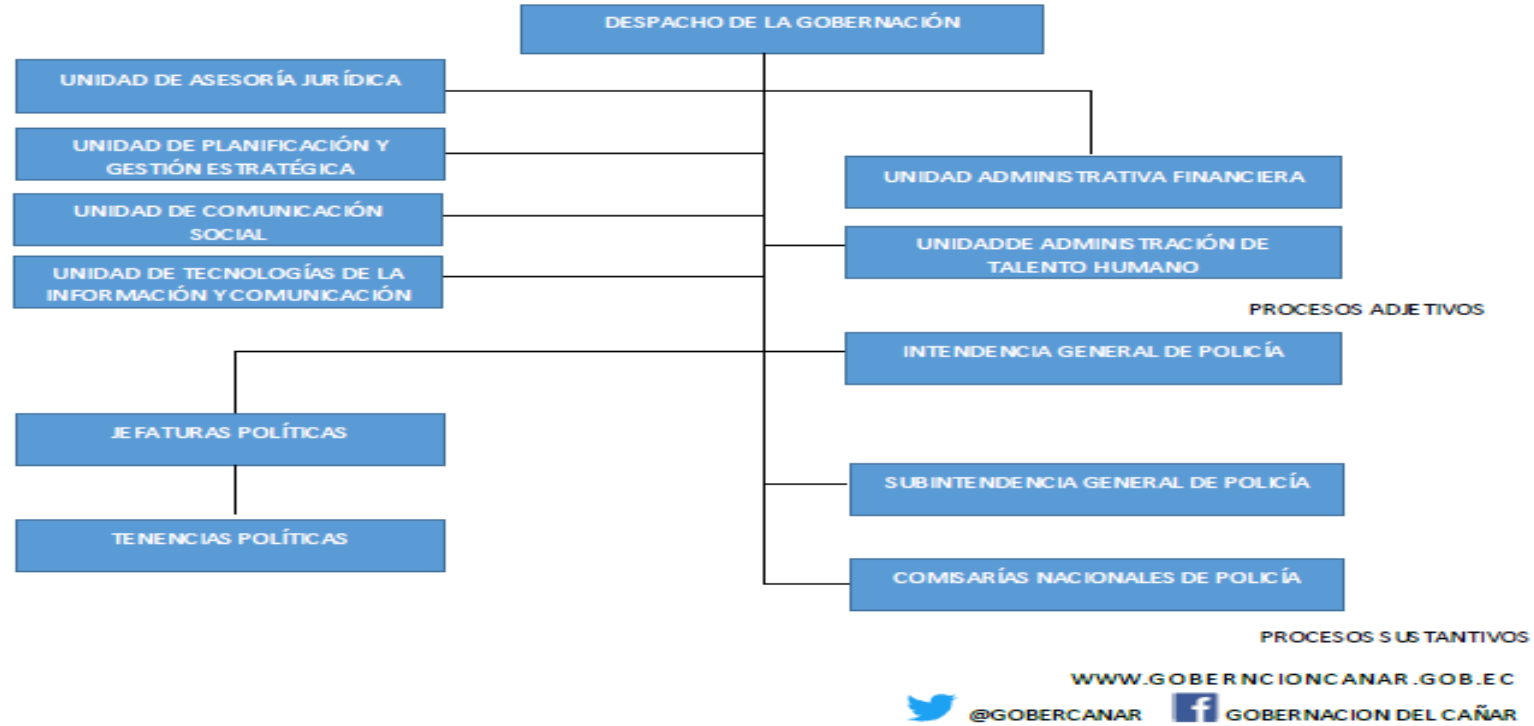 DESPACHO DE LA GOBERNACIÓN
UNIDAD DE ASESORÍA JURÍDICA
UNIDAD DE PLANIFICACIÓN Y
GESTIÓN ESTRATÉGICA
UNIDAD DE COMUNICACIÓN
SOCIAL
UNIDAD DE TECNOLOGÍAS DE LA
INFORMACIÓN Y COMUNICACIÓN
UNIDAD ADMINISTRATIVA FINANCIERA
UNIDADDE ADMINISTRACIÓN DE
TALENTO HUMANO
PROCESOS ADJETIVOS
INTENDENCIA GENERAL DE POLICÍA
JEFATURAS POLÍTICAS
SUBINTENDENCIA GENERAL DE POLICÍA
TENENCIAS POLÍTICAS
COMISARÍAS NACIONALES DE POLICÍA
PROCESOS SUSTANTIVOS
WWW.GOBERNCIONCANAR.GOB.EC
@GOBERCANAR f GOBERNACION DEL CAÑAR